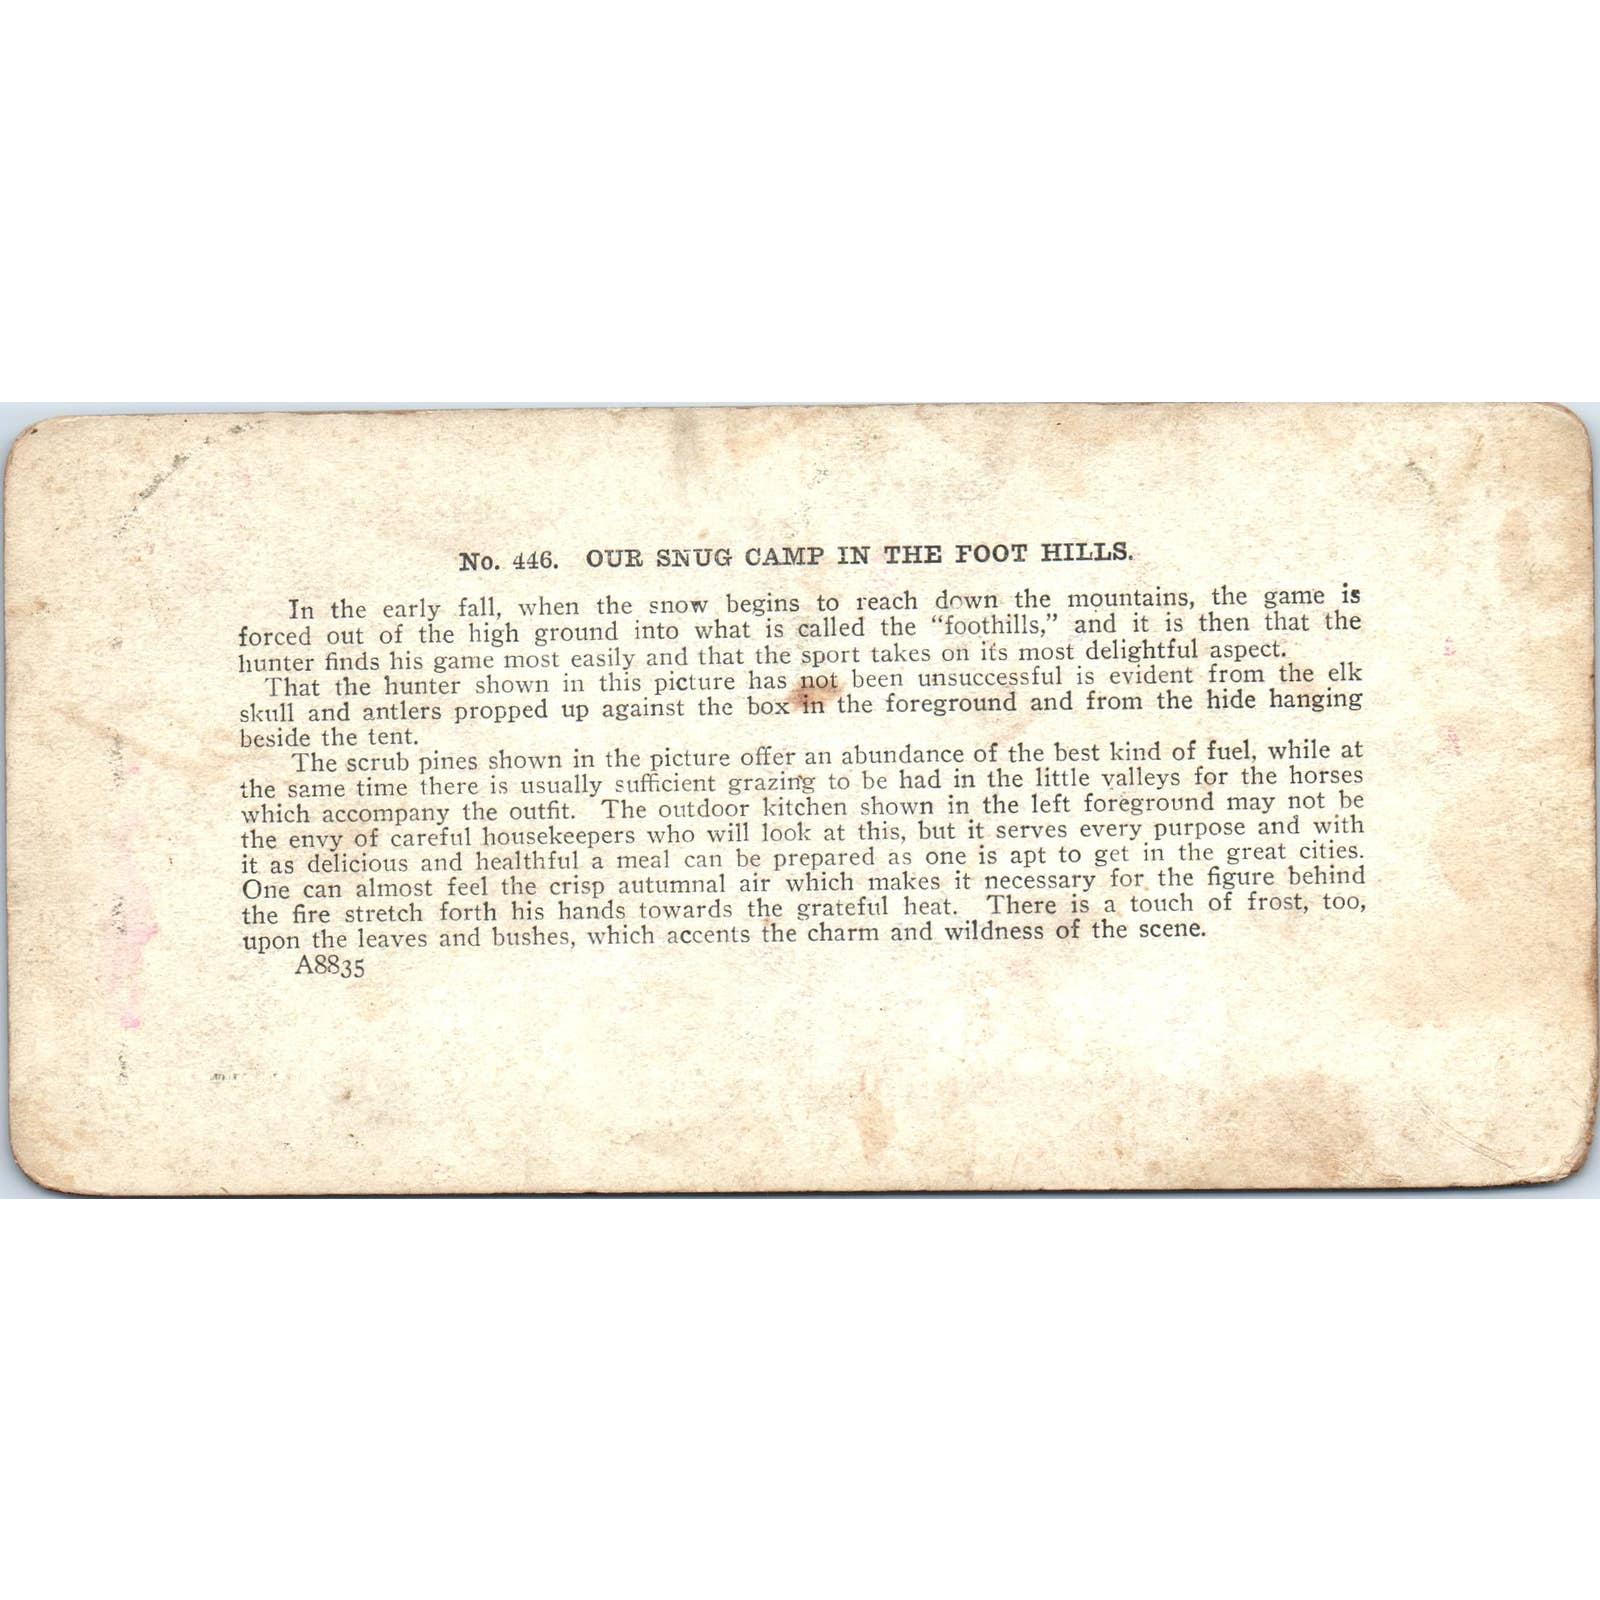 No. 446. OUR SNUG CAMP IN THE FOOT HILLS.
In the early fall, when the snow begins to reach down the mountains, the game is
forced out of the high ground into what is called the "foothills," and it is then that the
hunter finds his game most easily and that the sport takes on its most delightful aspect.
That the hunter shown in this picture has not been unsuccessful is evident from the elk
skull and antlers propped up against the box in the foreground and from the hide hanging
beside the tent.
The scrub pines shown in the picture offer an abundance of the best kind of fuel, while at
the same time there is usually sufficient grazing to be had in the little valleys for the horses
which accompany the outfit. The outdoor kitchen shown in the left foreground may not be
the envy of careful housekeepers who will look at this, but it serves every purpose and with
it as delicious and healthful a meal can be prepared as one is apt to get in the great cities.
One can almost feel the crisp autumnal air which makes it necessary for the figure behind
the fire stretch forth his hands towards the grateful heat. There is a touch of frost, too,
upon the leaves and bushes, which accents the charm and wildness of the scene.
A8835